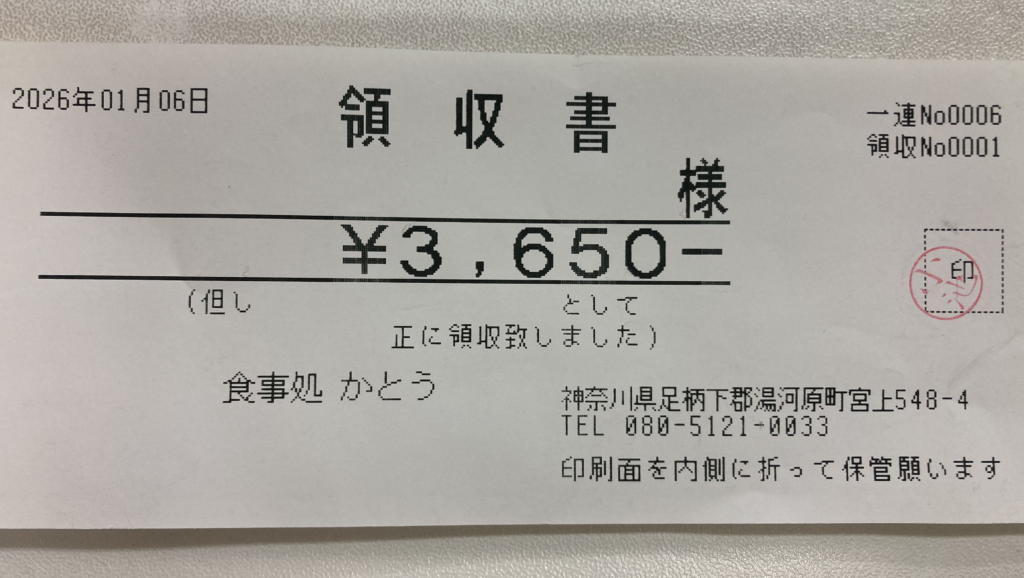 2026年01月06日
領収書
一連No0006
領収No0001
様
¥3,650−
印
(但し として
正に領収致しました)
食事処 かとう
神奈川県足柄下郡湯河原町宮上548-4
TEL 080-5121-0033
印刷面を内側に折って保管願います